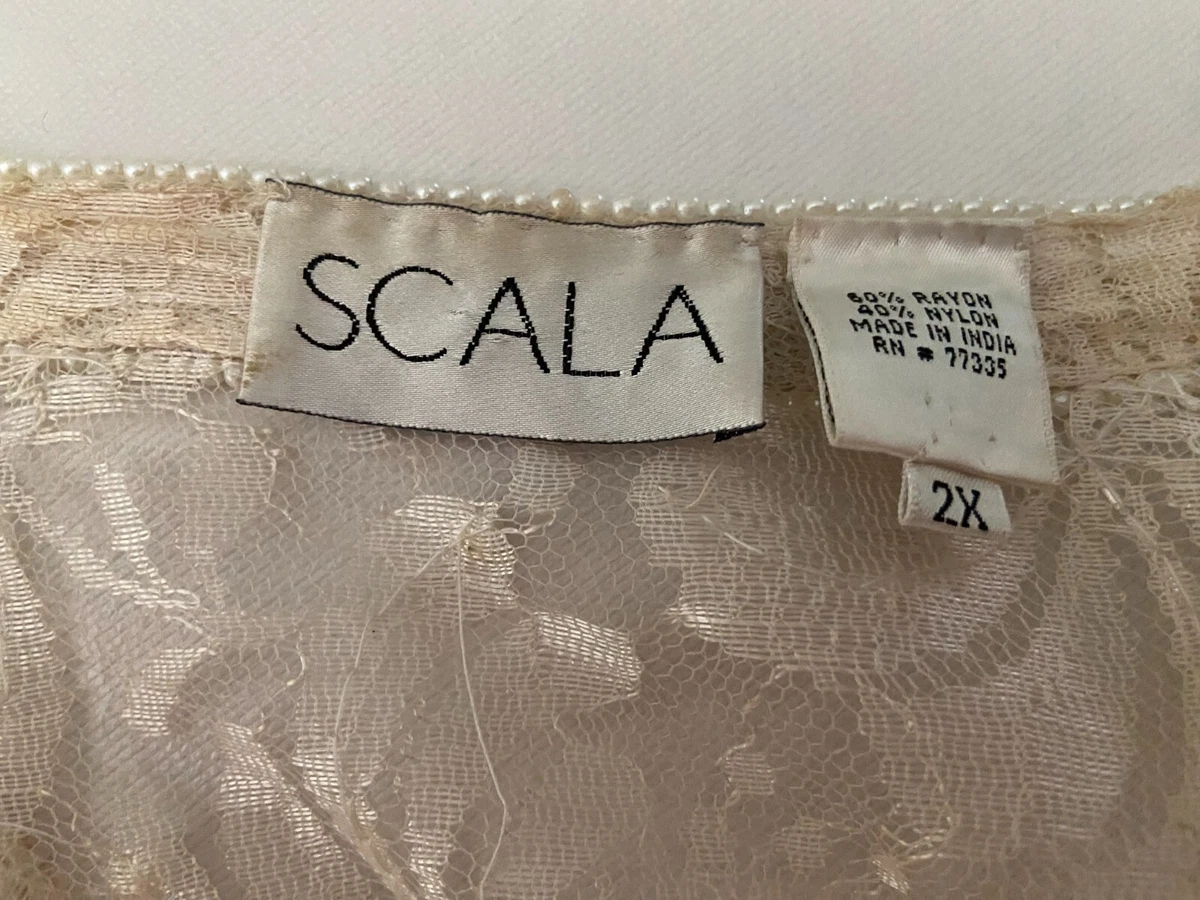 SCALA
60% RAYON
40% NYLON
MADE IN INDIA
RN # 77335
2X